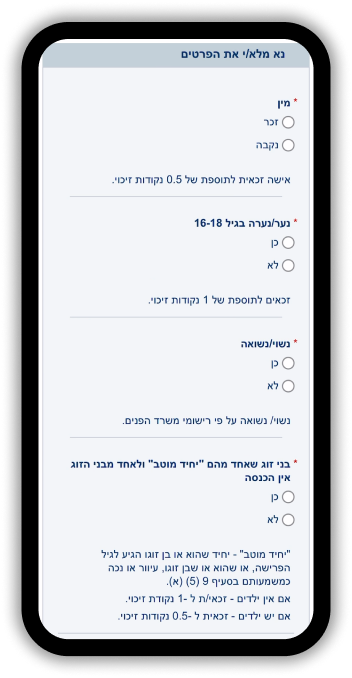 נא מלא/י את הפרטים
* מין
זכר
נקבה
אישה זכאית לתוספת של 0.5 נקודות זיכוי.
* נער/נערה בגיל 16-18
כן
לא
זכאים לתוספת של 1 נקודות זיכוי.
* נשוי/נשואה
כן
לא
נשוי/ נשואה על פי רישומי משרד הפנים.
* בני זוג שאחד מהם "יחיד מוטב" ולאחד מבני הזוג
אין הכנסה
כן
לא
"יחיד מוטב" - יחיד שהוא או בן זוגו הגיע לגיל
הפרישה, או שהוא או שבן זוגו, עיוור או נכה
כמשמעותם בסעיף 9 (5) (א).
אם אין ילדים - זכאי/ת ל -1 נקודת זיכוי.
אם יש ילדים - זכאית ל -0.5 נקודות זיכוי.